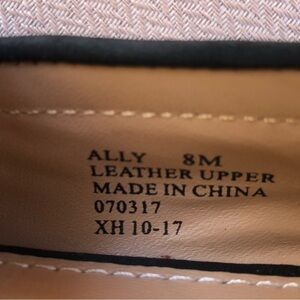 ALLY 8M
LEATHER UPPER
MADE IN CHINA
070317
XH 10-17